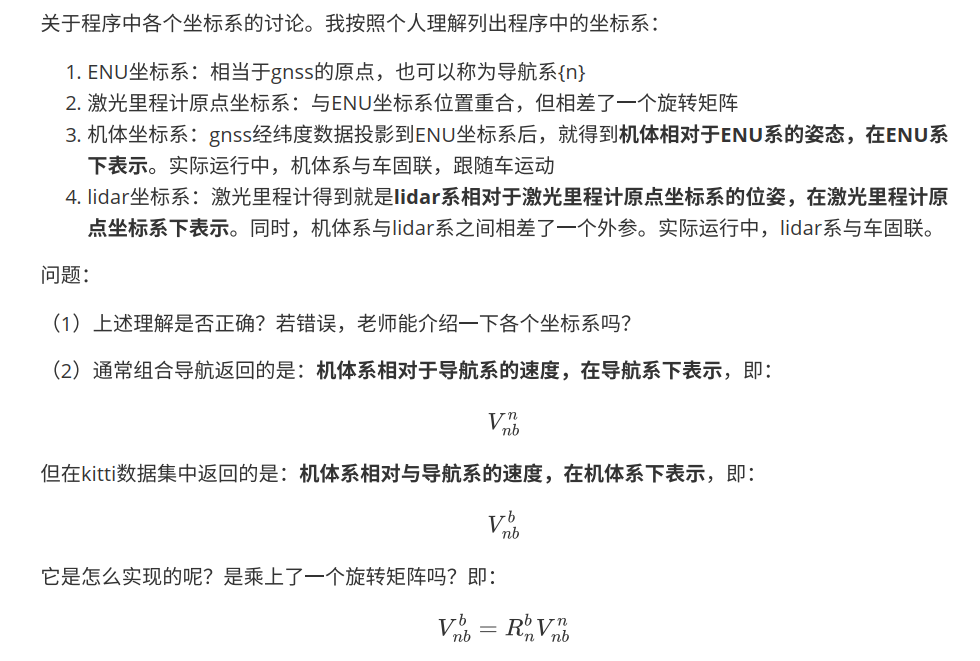 关于程序中各个坐标系的讨论。我按照个人理解列出程序中的坐标系：
1. ENU坐标系：相当于gnss的原点，也可以称为导航系{n}
2. 激光里程计原点坐标系：与ENU坐标系位置重合，但相差了一个旋转矩阵
3. 机体坐标系：gnss经纬度数据投影到ENU坐标系后，就得到机体相对于ENU系的姿态，在ENU系
下表示。实际运行中，机体系与车固联，跟随车运动
4. lidar坐标系：激光里程计得到就是lidar系相对于激光里程计原点坐标系的位姿，在激光里程计原
点坐标系下表示。同时，机体系与lidar系之间相差了一个外参。实际运行中，lidar系与车固联。
问题：
（1）上述理解是否正确？若错误，老师能介绍一下各个坐标系吗？
（2）通常组合导航返回的是：机体系相对于导航系的速度，在导航系下表示，即：
$V_{nb}^{n}$
但在kitti数据集中返回的是：机体系相对与导航系的速度，在机体系下表示，即：
$V_{nb}^{b}$
它是怎么实现的呢？是乘上了一个旋转矩阵吗？即：
$V_{nb}^{b} = R_{n}^{b} V_{nb}^{n}$